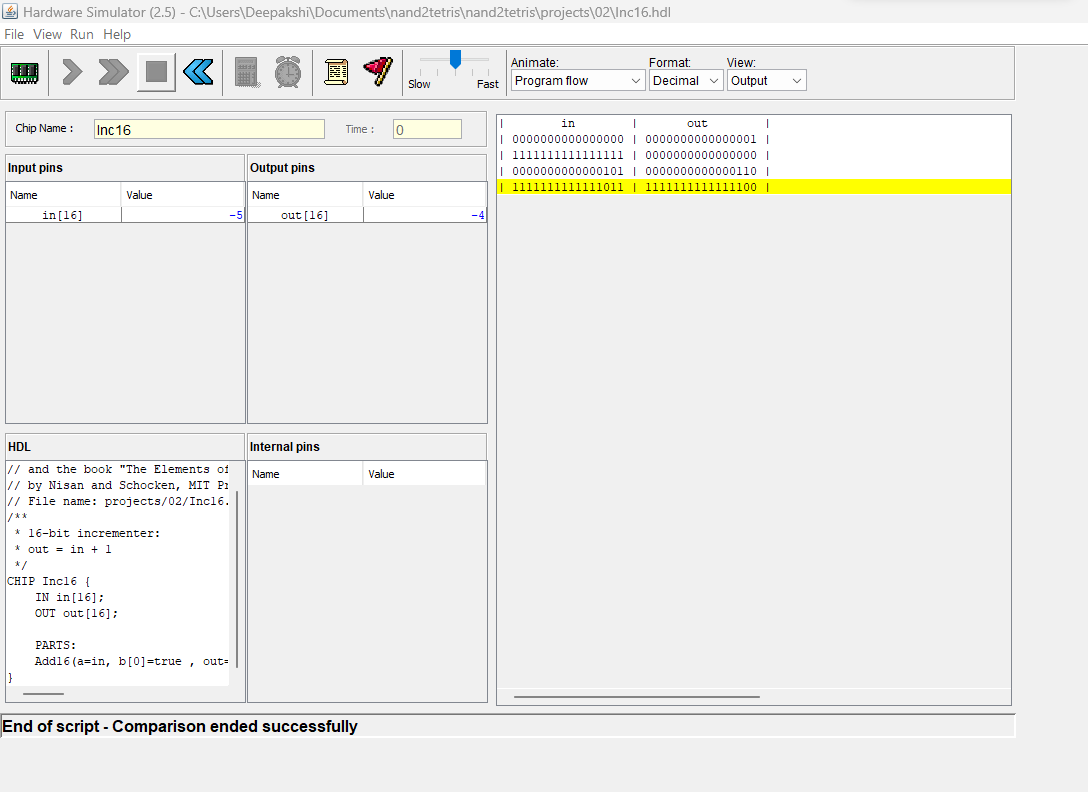 Hardware Simulator (2.5) - C:\Users\Deepakshi\Documents\nand2tetris\nand2tetris\projects\02\Inc16.hdl
File View Run Help
Slow Fast
Animate: Format: View:
Program flow Decimal Output
Chip Name : Inc16 Time : 0
Input pins
Name Value
in[16] -5
Output pins
Name Value
out[16] -4
HDL
// and the book "The Elements of
// by Nisan and Schocken, MIT Pr
// File name: projects/02/Inc16.
/**
* 16-bit incrementer:
* out = in + 1
*/
CHIP Inc16 {
IN in[16];
OUT out[16];
PARTS:
Add16(a=in, b[0]=true , out=
}
Internal pins
Name Value
| in | out |
| 0000000000000000 | 0000000000000001 |
| 1111111111111111 | 0000000000000000 |
| 0000000000000101 | 0000000000000110 |
| 1111111111111011 | 1111111111111100 |
End of script - Comparison ended successfully